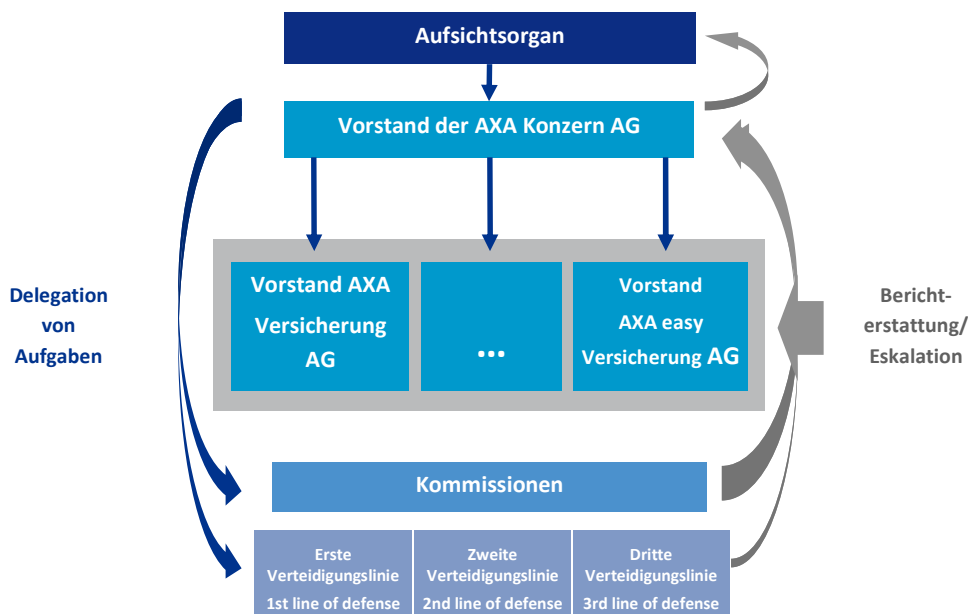 Aufsichtsorgan
Vorstand der AXA Konzern AG
Delegation
von
Aufgaben
Vorstand AXA
Versicherung
AG
...
Vorstand
AXA easy
Versicherung AG
Bericht-
erstattung/
Eskalation
Kommissionen
Erste
Verteidigungslinie
1st line of defense
Zweite
Verteidigungslinie
2nd line of defense
Dritte
Verteidigungslinie
3rd line of defense